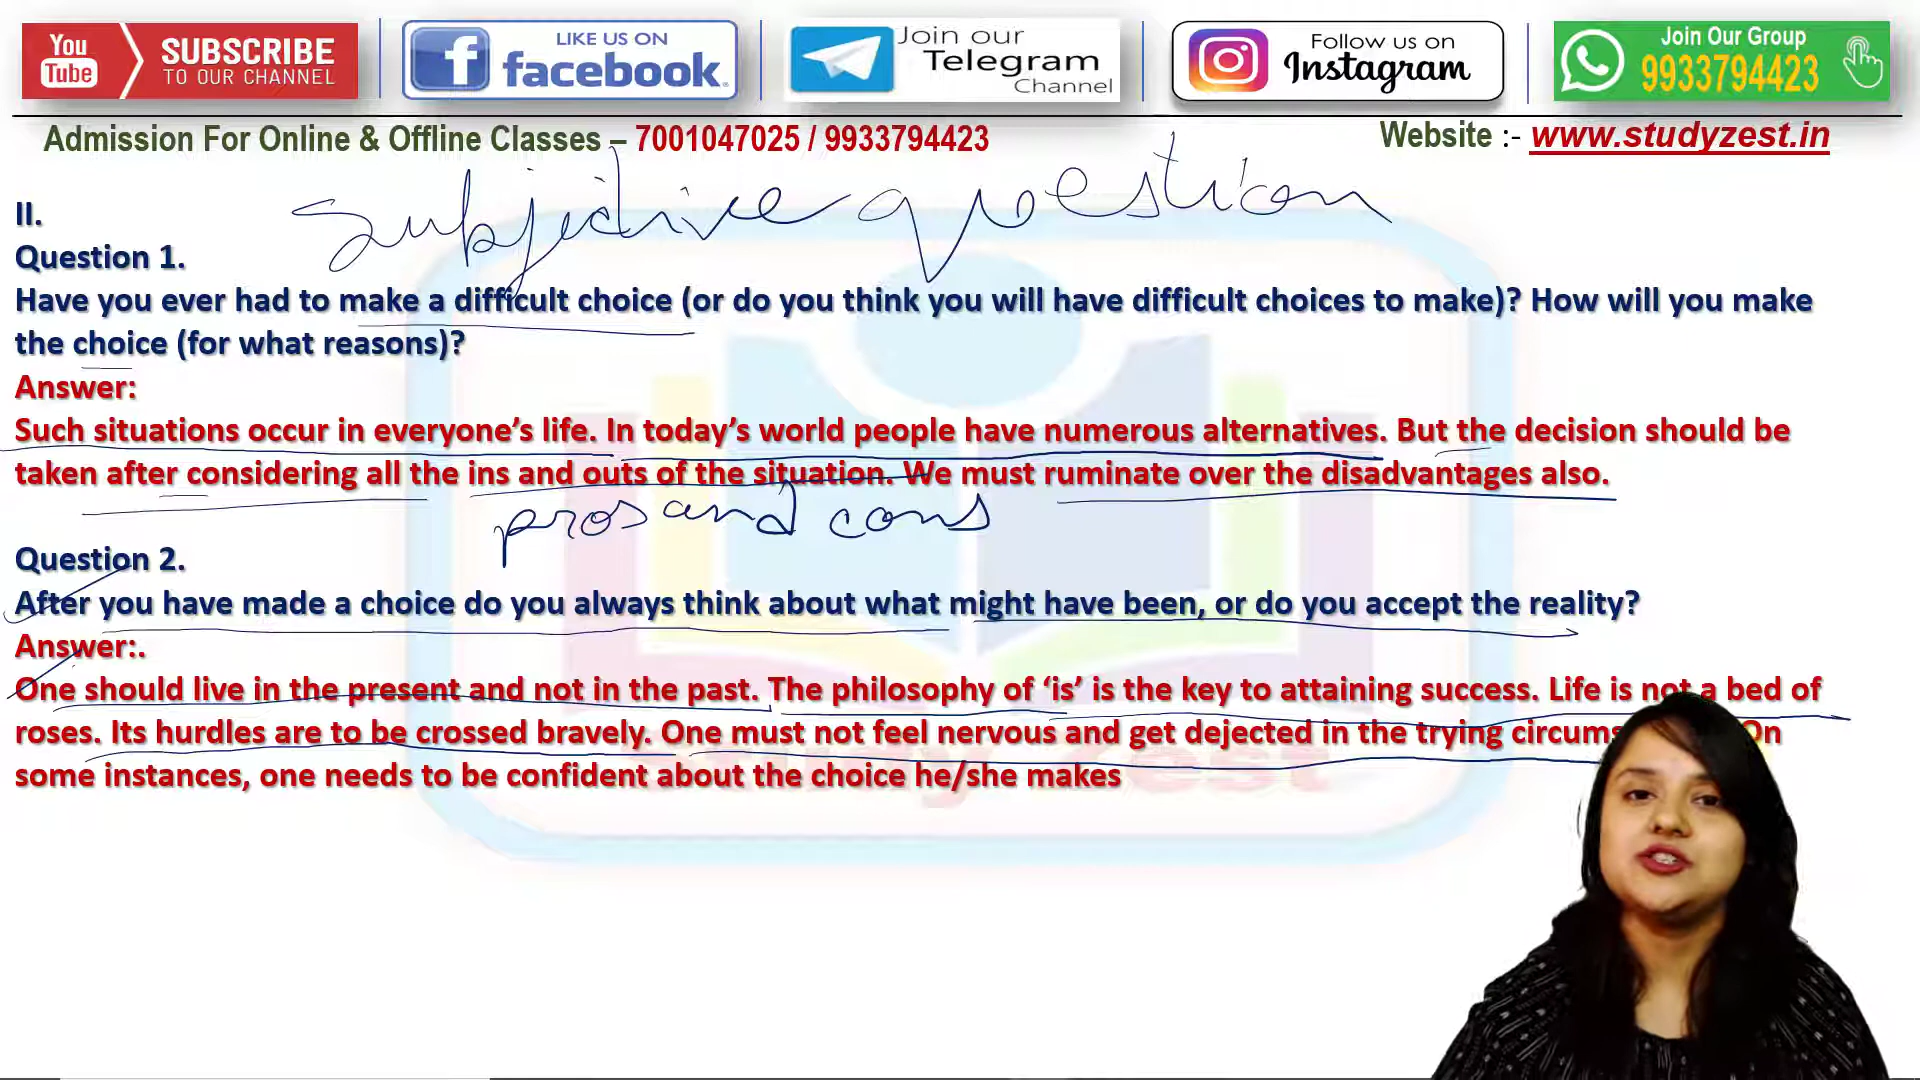 You Tube SUBSCRIBE TO OUR CHANNEL
LIKE US ON facebook.
Join our Telegram Channel
Follow us on Instagram
Join Our Group 9933794423
Admission For Online & Offline Classes – 7001047025 / 9933794423
Website :- www.studyzest.in
subjective question
II.
Question 1.
Have you ever had to make a difficult choice (or do you think you will have difficult choices to make)? How will you make
the choice (for what reasons)?
Answer:
Such situations occur in everyone’s life. In today’s world people have numerous alternatives. But the decision should be
taken after considering all the ins and outs of the situation. We must ruminate over the disadvantages also.
pros and cons
Question 2.
After you have made a choice do you always think about what might have been, or do you accept the reality?
Answer:.
One should live in the present and not in the past. The philosophy of ‘is’ is the key to attaining success. Life is not a bed of
roses. Its hurdles are to be crossed bravely. One must not feel nervous and get dejected in the trying On
some instances, one needs to be confident about the choice he/she makes